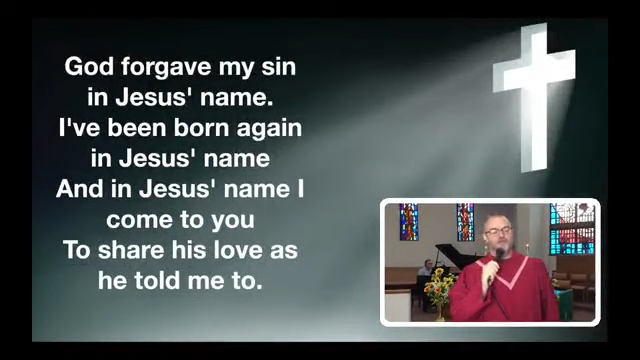 God forgave my sin
in Jesus' name.
I've been born again
in Jesus' name
And in Jesus' name I
come to you
To share his love as
he told me to.